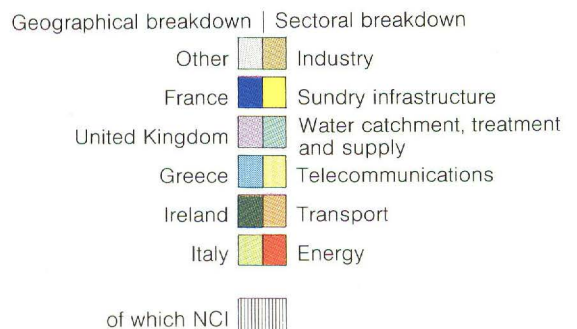 Geographical breakdown | Sectoral breakdown
Other Industry
France Sundry infrastructure
United Kingdom Water catchment, treatment
and supply
Greece Telecommunications
Ireland Transport
Italy Energy
of which NCI